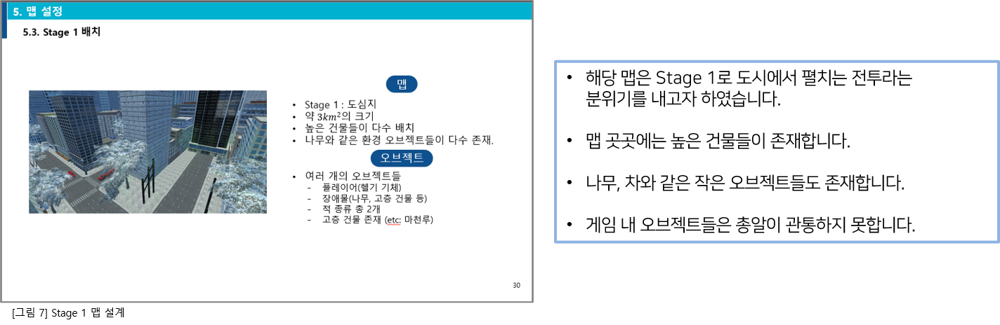 5. 맵 설정
5.3. Stage 1 배치
맵
• Stage 1 : 도심지
• 약 3km²의 크기
• 높은 건물들이 다수 배치
• 나무와 같은 환경 오브젝트들이 다수 존재.
오브젝트
• 여러 개의 오브젝트들
- 플레이어(헬기 기체)
- 장애물(나무, 고층 건물 등)
- 적 종류 총 2개
- 고층 건물 존재 (etc: 마천루)
30
[그림 7] Stage 1 맵 설계
• 해당 맵은 Stage 1로 도시에서 펼치는 전투라는
분위기를 내고자 하였습니다.
• 맵 곳곳에는 높은 건물들이 존재합니다.
• 나무, 차와 같은 작은 오브젝트들도 존재합니다.
• 게임 내 오브젝트들은 총알이 관통하지 못합니다.